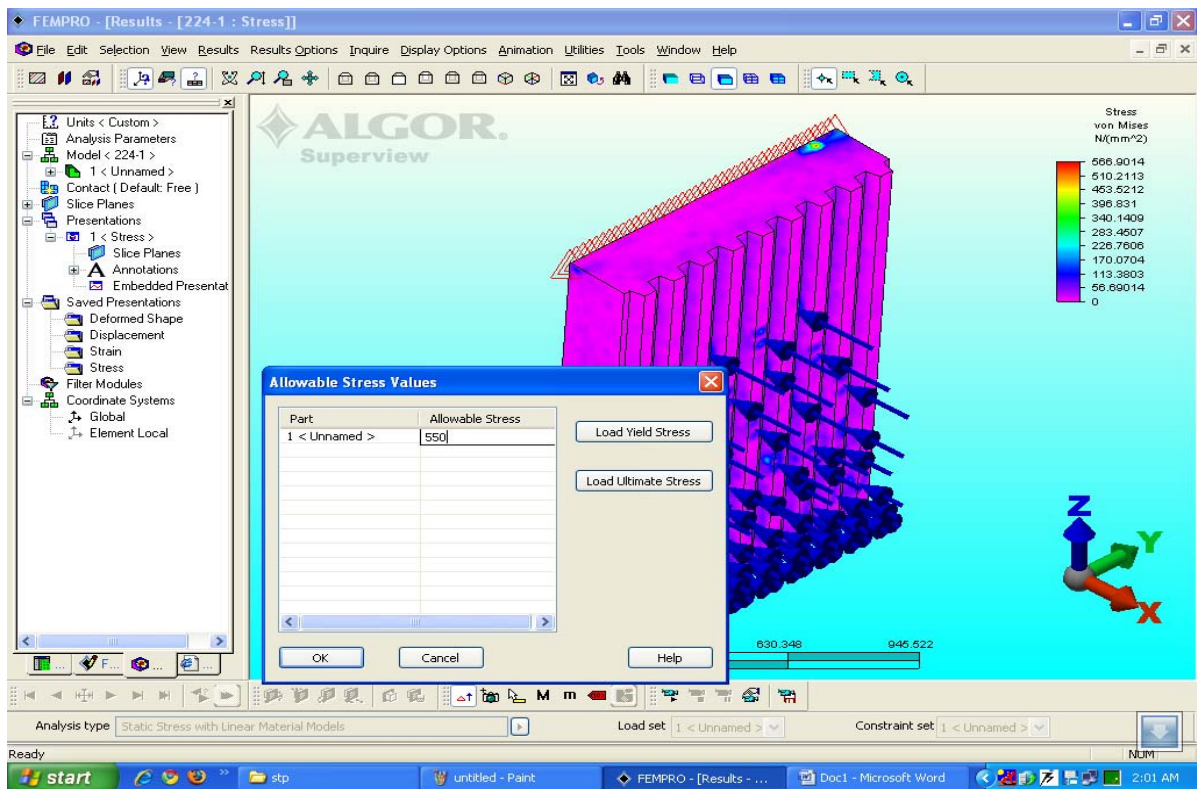 FEMPRO - [Results - [224-1 : Stress]]
File Edit Selection View Results Results Options Inquire Display Options Animation Utilities Tools Window Help
Units < Custom >
Analysis Parameters
Model < 224-1 >
1 < Unnamed >
Contact ( Default: Free )
Slice Planes
Presentations
1 < Stress >
Slice Planes
A Annotations
Embedded Presentat
Saved Presentations
Deformed Shape
Displacement
Strain
Stress
Filter Modules
Coordinate Systems
Global
Element Local
ALGOR®
Superview
Stress
von Mises
N/(mm^2)
566.9014
510.2113
453.5212
396.831
340.1409
283.4507
226.7606
170.0704
113.3803
56.69014
0
Allowable Stress Values
Part Allowable Stress
1 < Unnamed > 550
Load Yield Stress
Load Ultimate Stress
OK Cancel Help
630.348 945.522
Z
Y
X
... F... ... ...
M m
Analysis type Static Stress with Linear Material Models Load set 1 < Unnamed > Constraint set 1 < Unnamed >
Ready NUM
start stp untitled - Paint FEMPRO - [Results - ... Doc1 - Microsoft Word 2:01 AM